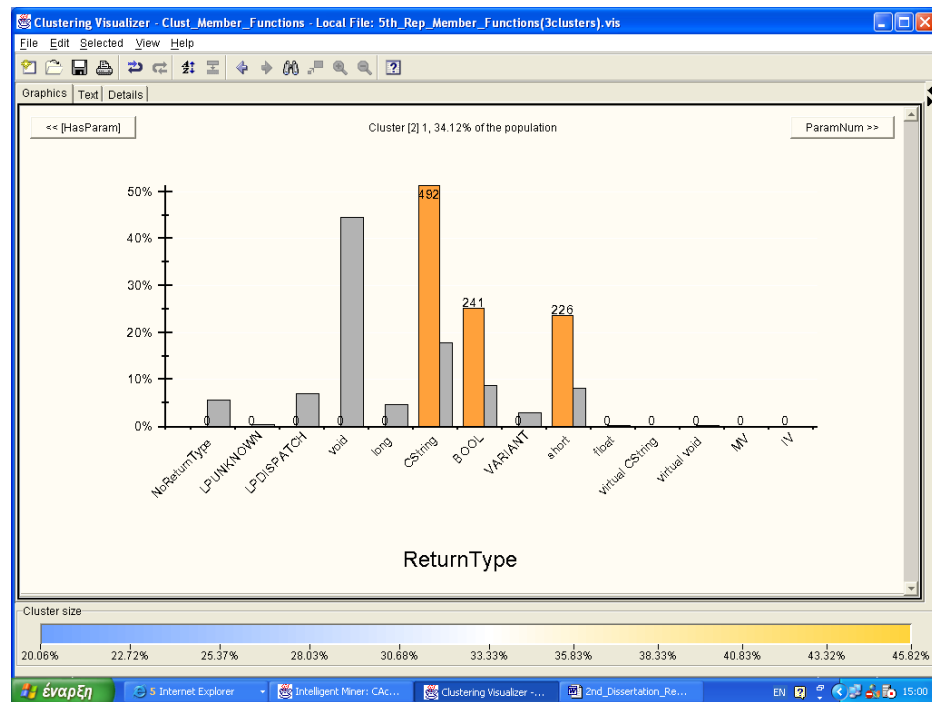 Clustering Visualizer - Clust_Member_Functions - Local File: 5th_Rep_Member_Functions(3clusters).vis
File Edit Selected View Help
Graphics Text Details
<< [HasParam] Cluster [2] 1, 34.12% of the population ParamNum >>
50%
40%
30%
20%
10%
0%
492
241
226
0 0 0 0 0 0 0 0 0 0 0
NoReturnType LPUNKNOWN LPDISPATCH void long CString BOOL VARIANT short float virtual CString virtual void MV IV
ReturnType
Cluster size
20.06% 22.72% 25.37% 28.03% 30.68% 33.33% 35.83% 38.33% 40.83% 43.32% 45.82%
έναρξη 5 Internet Explorer Intelligent Miner: CAc... Clustering Visualizer -... 2nd_Dissertation_Re... EN 15:00